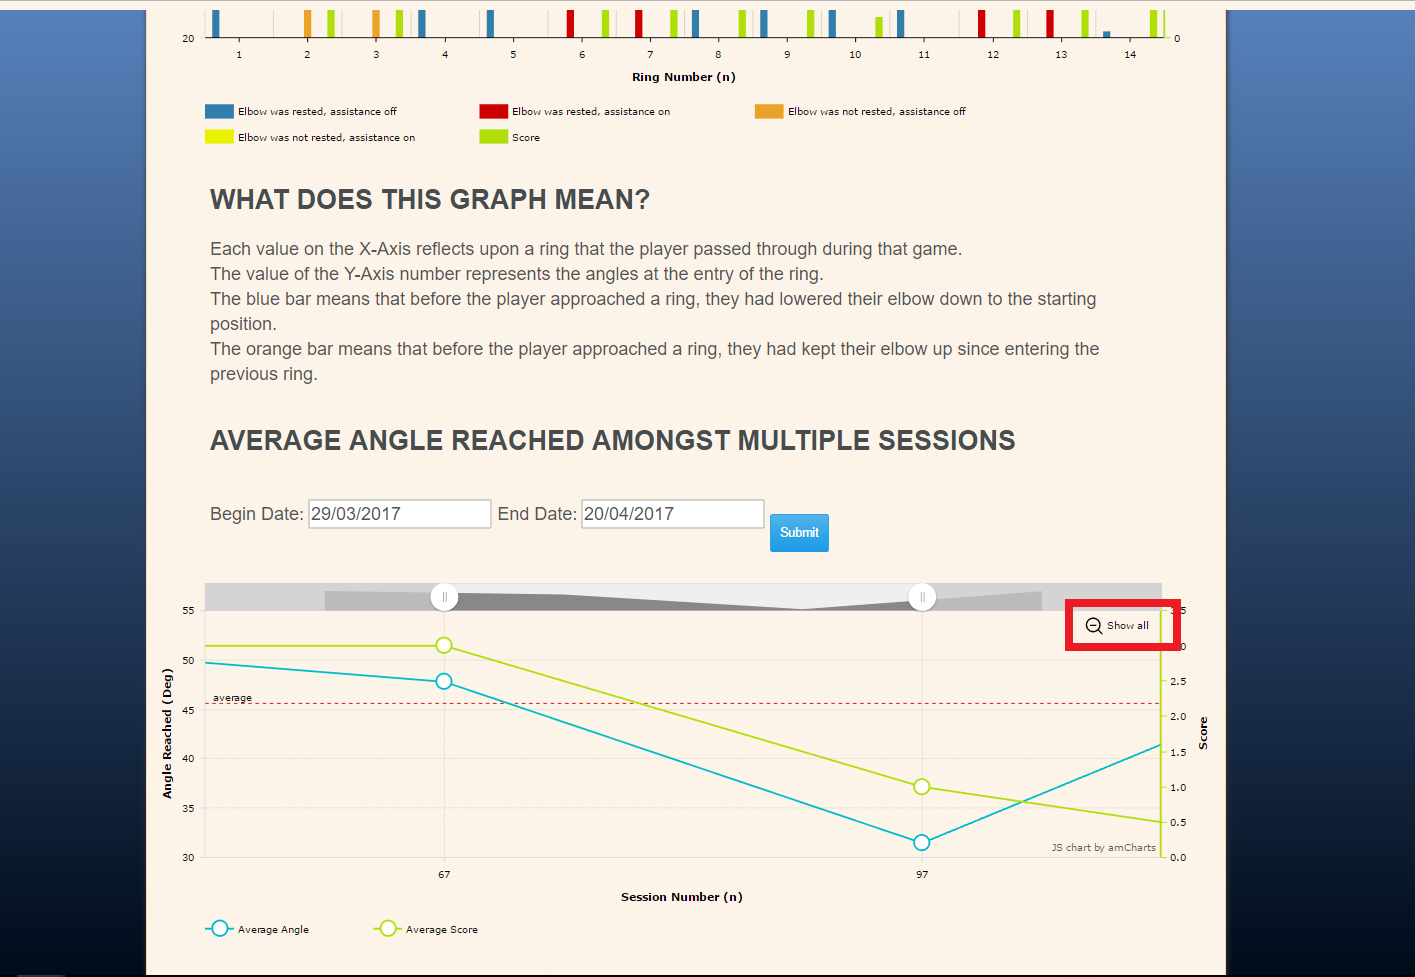 20
0
1 2 3 4 5 6 7 8 9 10 11 12 13 14
Ring Number (n)
Elbow was rested, assistance off
Elbow was rested, assistance on
Elbow was not rested, assistance off
Elbow was not rested, assistance on
Score
WHAT DOES THIS GRAPH MEAN?
Each value on the X-Axis reflects upon a ring that the player passed through during that game.
The value of the Y-Axis number represents the angles at the entry of the ring.
The blue bar means that before the player approached a ring, they had lowered their elbow down to the starting
position.
The orange bar means that before the player approached a ring, they had kept their elbow up since entering the
previous ring.
AVERAGE ANGLE REACHED AMONGST MULTIPLE SESSIONS
Begin Date: 29/03/2017 End Date: 20/04/2017 Submit
Show all
55
50
45
40
35
30
Angle Reached (Deg)
average
2.5
2.0
1.5
1.0
0.5
0.0
Score
JS chart by amCharts
67 97
Session Number (n)
Average Angle
Average Score